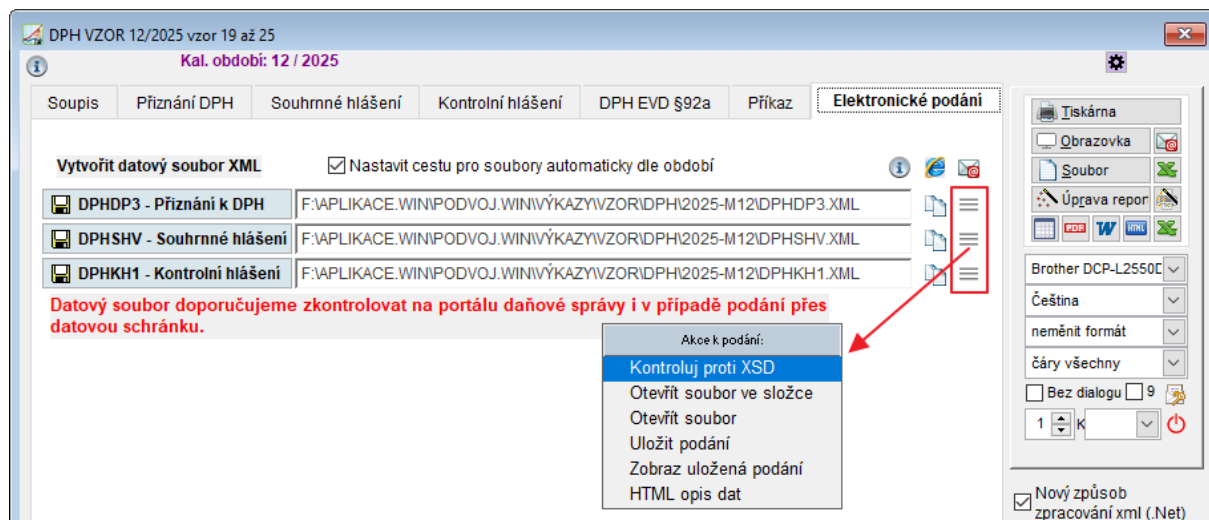 DPH VZOR 12/2025 vzor 19 až 25
Kal. období: 12 / 2025
Soupis
Přiznání DPH
Souhrnné hlášení
Kontrolní hlášení
DPH EVD §92a
Příkaz
Elektronické podání
Vytvořit datový soubor XML
Nastavit cestu pro soubory automaticky dle období
DPHDP3 - Přiznání k DPH
F:\APLIKACE.WIN\PODVOJ.WIN\VÝKAZY\VZOR\DPH\2025-M12\DPHDP3.XML
DPHSHV - Souhrnné hlášení
F:\APLIKACE.WIN\PODVOJ.WIN\VÝKAZY\VZOR\DPH\2025-M12\DPHSHV.XML
DPHKH1 - Kontrolní hlášení
F:\APLIKACE.WIN\PODVOJ.WIN\VÝKAZY\VZOR\DPH\2025-M12\DPHKH1.XML
Datový soubor doporučujeme zkontrolovat na portálu daňové správy i v případě podání přes
datovou schránku.
Akce k podání:
Kontroluj proti XSD
Otevřít soubor ve složce
Otevřít soubor
Uložit podání
Zobraz uložená podání
HTML opis dat
Tiskárna
Obrazovka
Soubor
Úprava repor
PDF
W
HTML
Brother DCP-L2550D
Čeština
neměnit formát
čáry všechny
Bez dialogu
9
1
K
Nový způsob
zpracování xml (.Net)